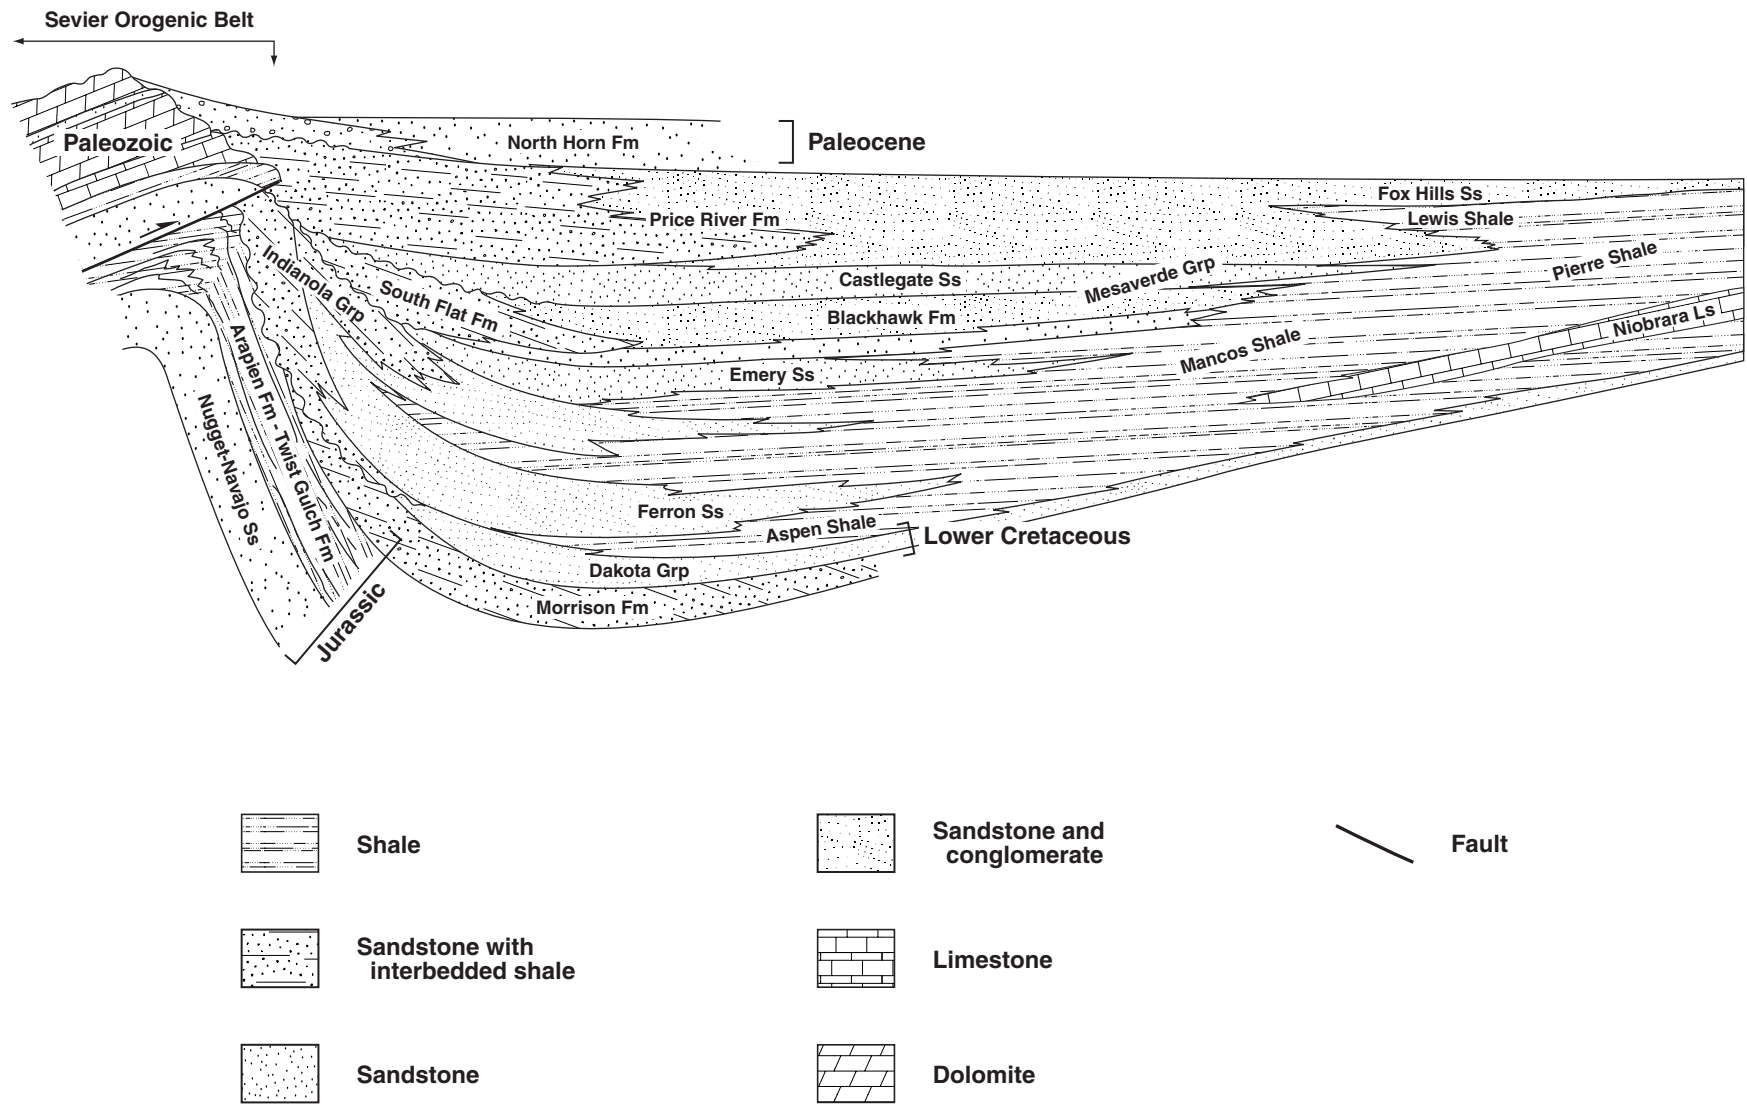 Sevier Orogenic Belt
Paleozoic
North Horn Fm
Paleocene
Fox Hills Ss
Lewis Shale
Price River Fm
Pierre Shale
Castlegate Ss
Mesaverde Grp
Indianola Grp
South Flat Fm
Blackhawk Fm
Niobrara Ls
Mancos Shale
Emery Ss
Arapien Fm - Twist Gulch Fm
Nugget-Navajo Ss
Ferron Ss
Aspen Shale
Lower Cretaceous
Dakota Grp
Morrison Fm
Jurassic
Shale
Sandstone and
conglomerate
Fault
Sandstone with
interbedded shale
Limestone
Sandstone
Dolomite